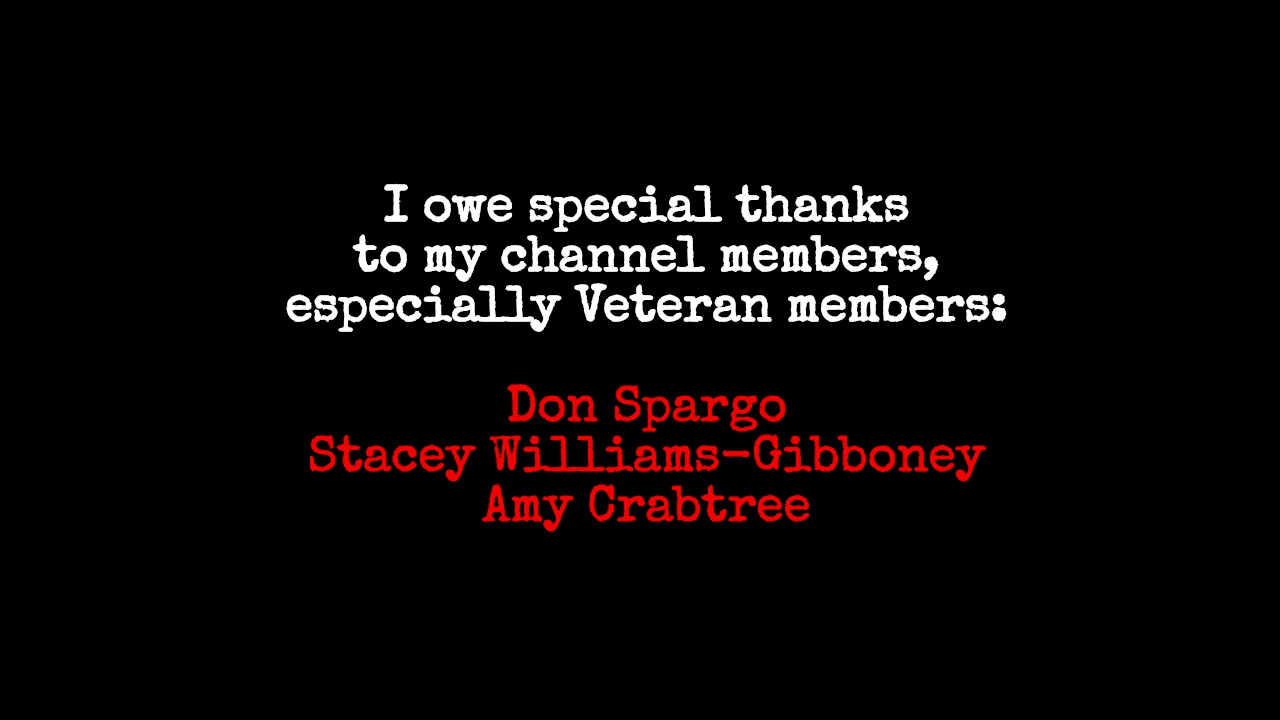 I owe special thanks
to my channel members,
especially Veteran members:
Don Spargo
Stacey Williams-Gibboney
Amy Crabtree